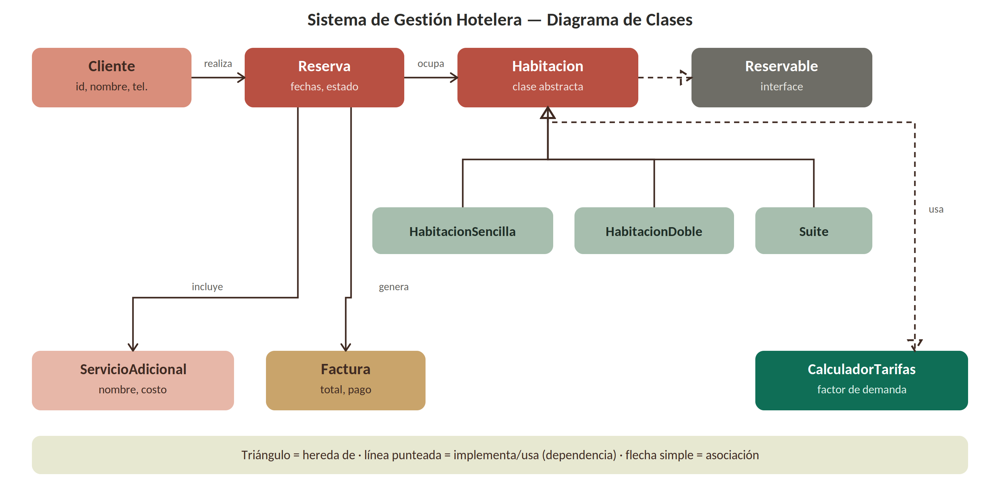 Sistema de Gestión Hotelera — Diagrama de Clases
Cliente
id, nombre, tel.
realiza
Reserva
fechas, estado
ocupa
Habitacion
clase abstracta
Reservable
interface
HabitacionSencilla
HabitacionDoble
Suite
usa
incluye
genera
ServicioAdicional
nombre, costo
Factura
total, pago
CalculadorTarifas
factor de demanda
Triángulo = hereda de · línea punteada = implementa/usa (dependencia) · flecha simple = asociación